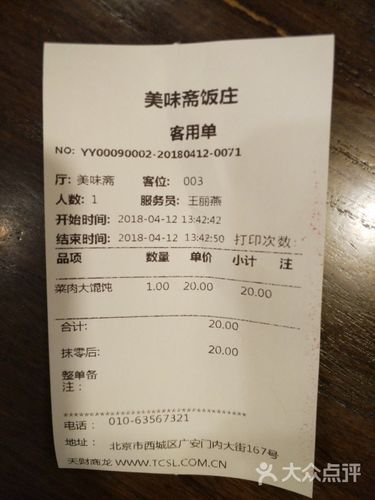 美味斋饭庄
客用单
NO: YY00090002-20180412-0071
厅: 美味斋 客位: 003
人数: 1 服务员: 王丽燕
开始时间: 2018-04-12 13:42:42
结束时间: 2018-04-12 13:42:50 打印次数:
品项 数量 单价 小计 注
菜肉大馄饨 1.00 20.00 20.00
合计: 20.00
抹零后: 20.00
整单备
注:
****************************************
电话: 010-63567321
地址: 北京市西城区广安门内大街167号
天财商龙 WWW.TCSL.COM.CN
大众点评